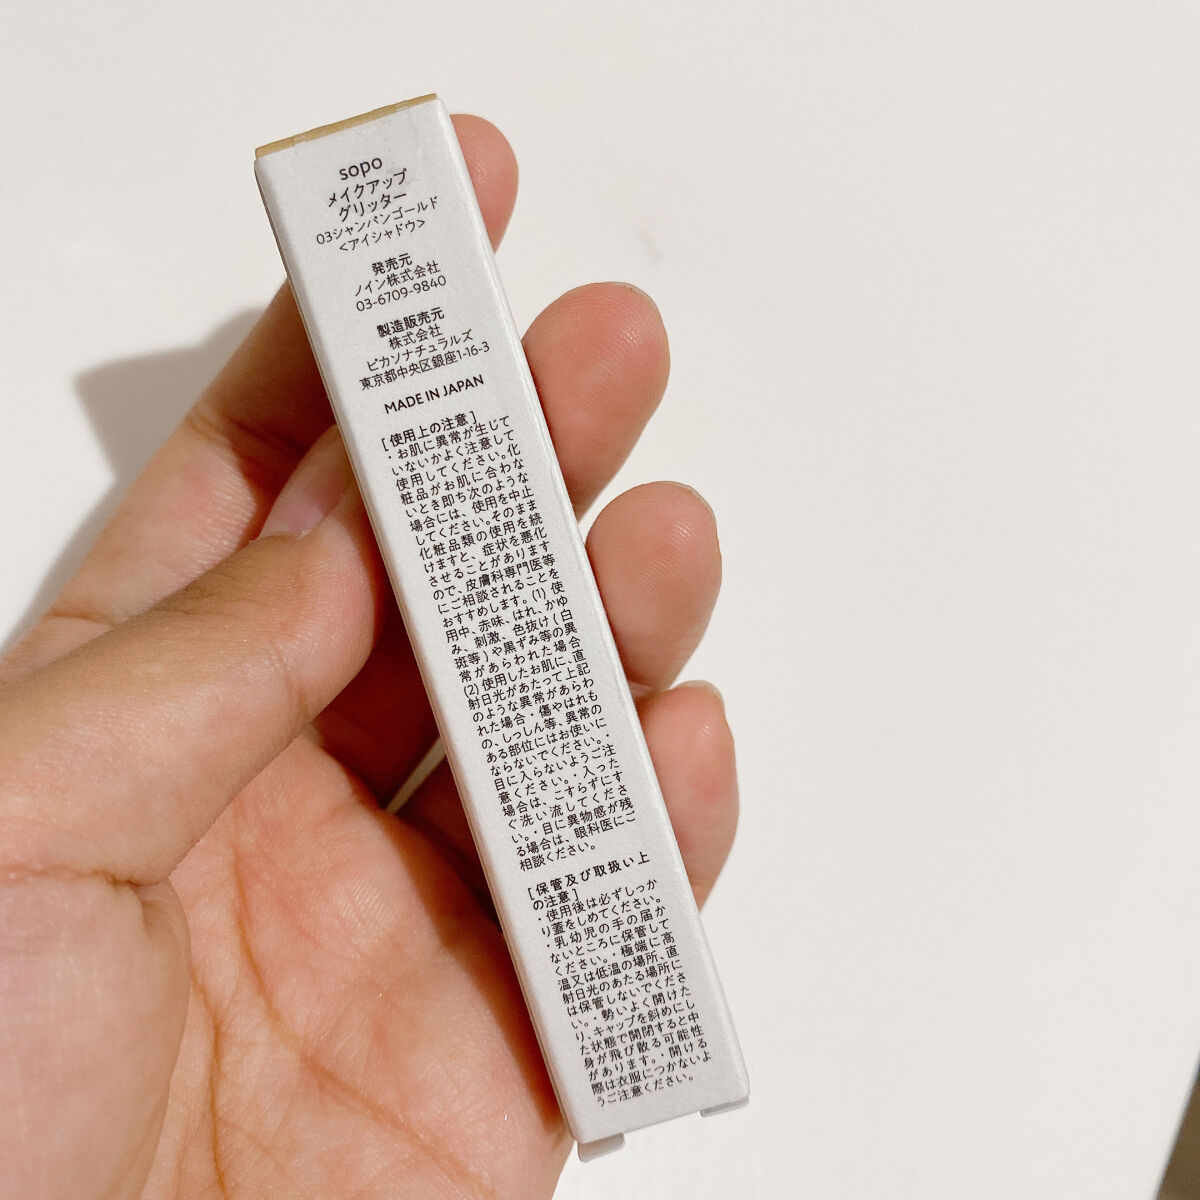 sopo
メイクアップ
グリッター
03シャンパンゴールド
<アイシャドウ>
発売元
ノイン株式会社
03-6709-9840
製造販売元
株式会社
ピカソナチュラルズ
東京都中央区銀座1-16-3
MADE IN JAPAN
[使用上の注意]
・お肌に異常が生じて
いないかよく注意して
使用してください。化
粧品がお肌に合わな
いとき即ち次のような
場合には、使用を中止
してください。そのまま
化粧品類の使用を続
けますと、症状を悪化
させることがあります
ので、皮膚科専門医等
にご相談されることを
おすすめします。(1) 使
用中、赤味、はれ、かゆ
み、刺激、色抜け(白
斑等)や黒ずみ等の異
常があらわれた場合
(2)使用したお肌に、直
射日光があたって上記
のような異常があらわ
れた場合・傷やはれも
の、しっしん等、異常の
ある部位にはお使いに
ならないでください。・
目に入らないようご注
意ください。・入った
場合は、こすらずにす
ぐ洗い流してくださ
い。・目に異物感が残
る場合は、眼科医にご
相談ください。
[保管及び取扱い上
の注意]
・使用後は必ずしっか
り蓋をしめてください。
・乳幼児の手の届か
ないところに保管して
ください。・極端に高
温又は低温の場所、直
射日光のあたる場所に
は保管しないでくださ
い。・勢いよく開けた
り、キャップを斜めにし
た状態で開閉すると中
身が飛び散る可能性
があります。・開ける
際は衣服につかないよ
うご注意ください。